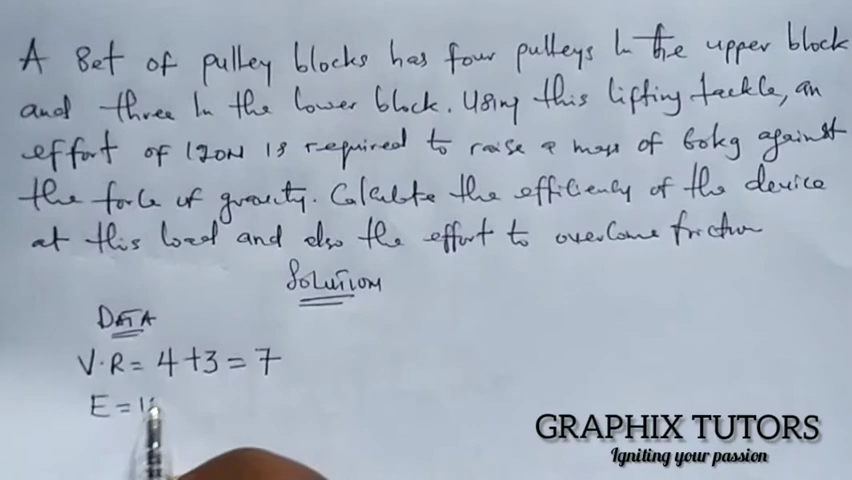 A set of pulley blocks has four pulleys in the upper block
and three in the lower block. Using this lifting tackle, an
effort of 120N is required to raise a mass of 60kg against
the force of gravity. Calculate the efficiency of the device
at this load and also the effort to overcome friction
SOLUTION
DATA
V.R = 4+3 = 7
E = 1
GRAPHIX TUTORS
Igniting your passion